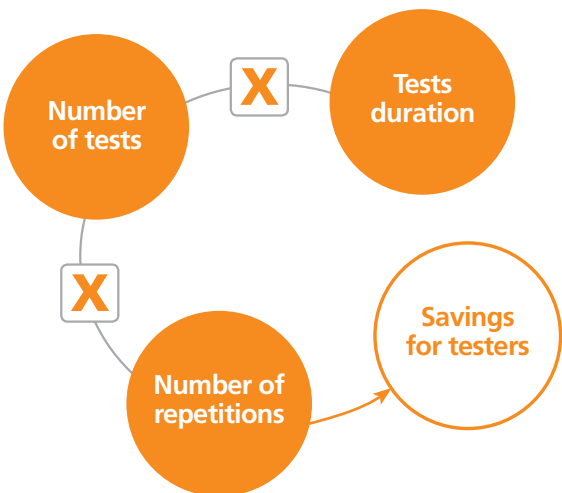 Number
of tests
X
Tests
duration
X
Number of
repetitions
Savings
for testers